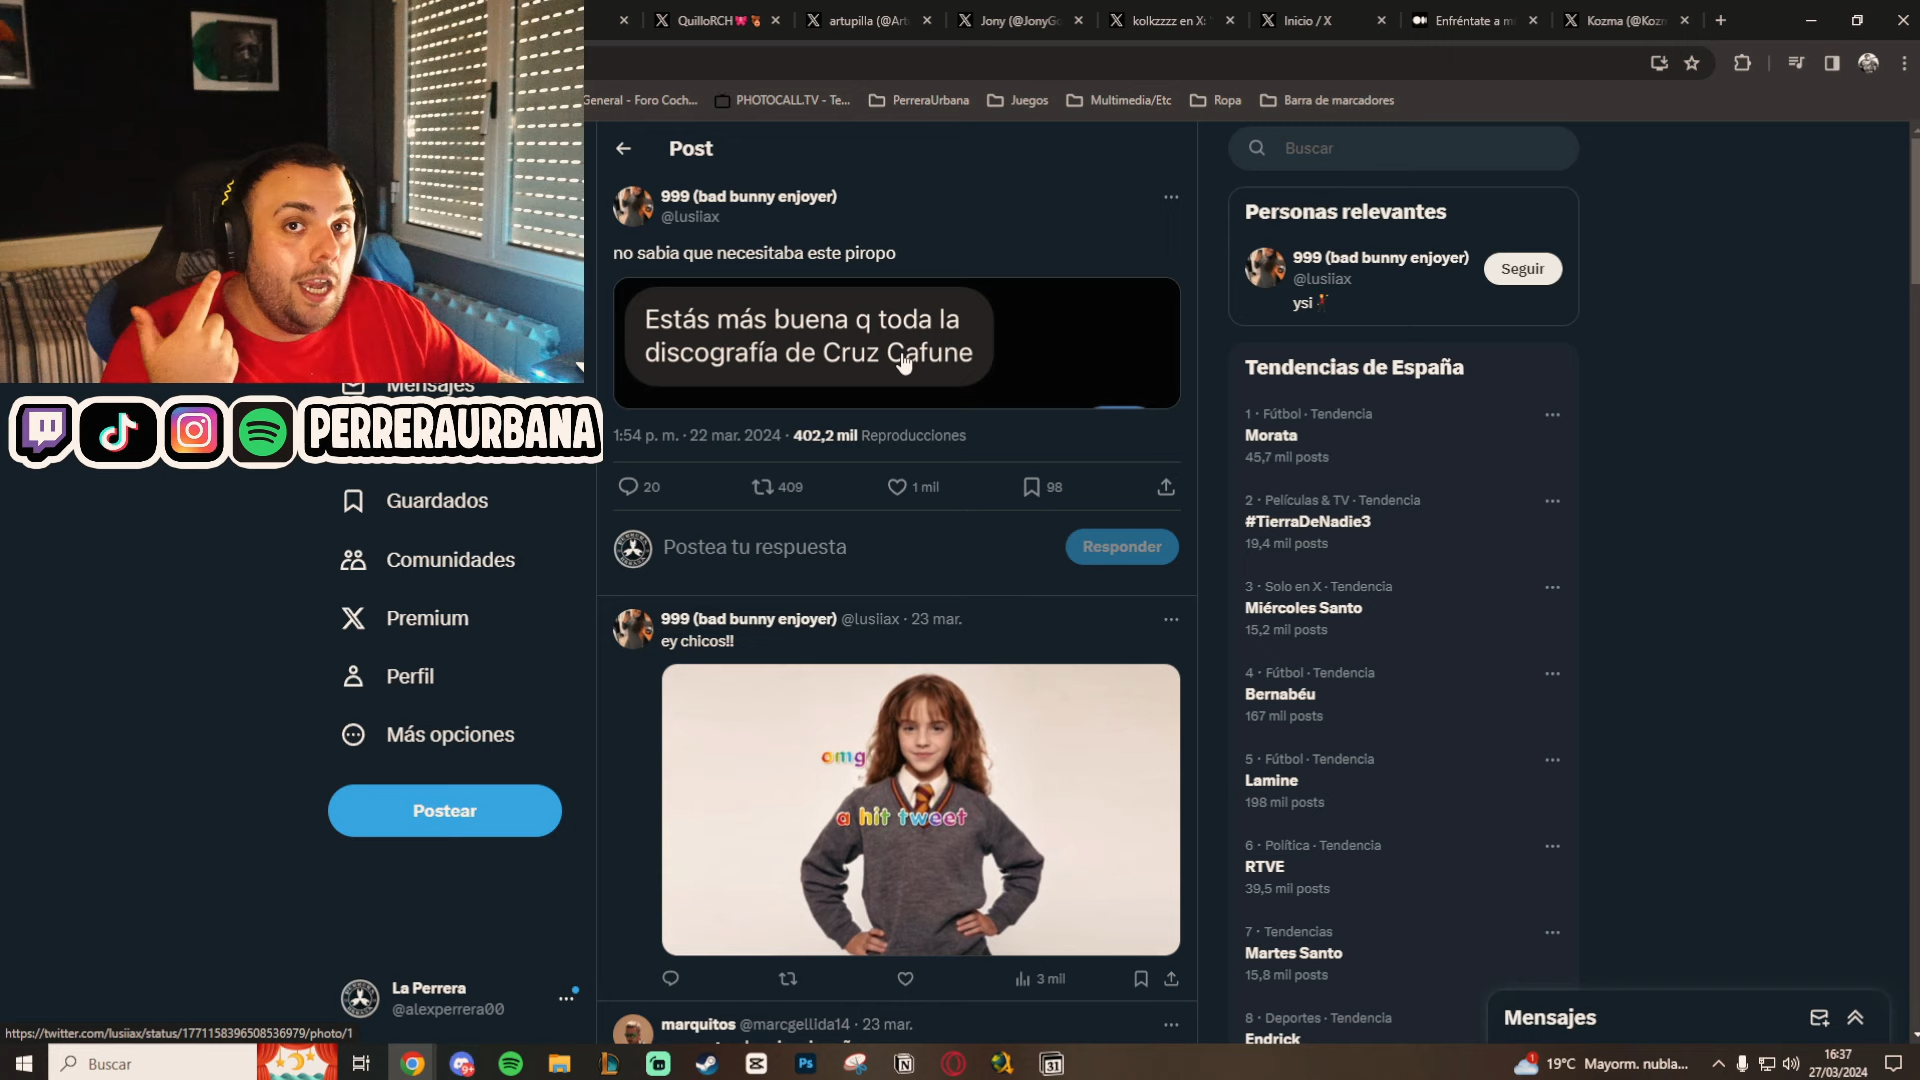 QuilloRCH
artupilla (@Art
Jony (@JonyGo
kolkzzzz en X: "
Inicio / X
Enfréntate a mi
Kozma (@Kozm
General - Foro Coch...
PHOTOCALL.TV - Te...
PerreraUrbana
Juegos
Multimedia/Etc
Ropa
Barra de marcadores
Post
999 (bad bunny enjoyer)
@lusiiax
no sabia que necesitaba este piropo
Estás más buena q toda la
discografía de Cruz Cafune
1:54 p. m. · 22 mar. 2024 · 402,2 mil Reproducciones
20
409
1 mil
98
Postea tu respuesta
Responder
999 (bad bunny enjoyer) @lusiiax · 23 mar.
ey chicos!!
omg
a hit tweet
3 mil
marquitos @marcgellida14 · 23 mar.
Buscar
Personas relevantes
999 (bad bunny enjoyer)
@lusiiax
Seguir
ysi
Tendencias de España
1 · Fútbol · Tendencia
Morata
45,7 mil posts
2 · Películas & TV · Tendencia
#TierraDeNadie3
19,4 mil posts
3 · Solo en X · Tendencia
Miércoles Santo
15,2 mil posts
4 · Fútbol · Tendencia
Bernabéu
167 mil posts
5 · Fútbol · Tendencia
Lamine
198 mil posts
6 · Política · Tendencia
RTVE
39,5 mil posts
7 · Tendencias
Martes Santo
15,8 mil posts
8 · Deportes · Tendencia
Endrick
Mensajes
Mensajes
PERRERAURBANA
Guardados
Comunidades
Premium
Perfil
Más opciones
Postear
La Perrera
@alexperrera00
https://twitter.com/lusiiax/status/1771158396508536979/photo/1
Buscar
9+
Ps
31
1
19°C Mayorm. nubla...
16:37
27/03/2024